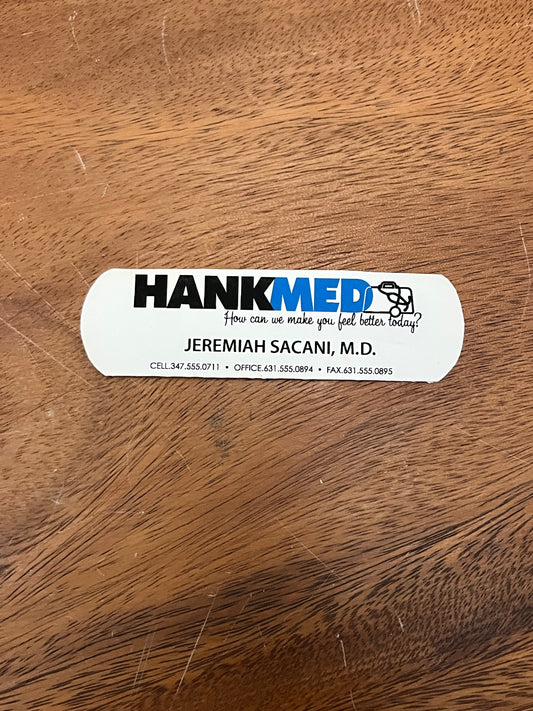 HANKMED
How can we make you feel better today?
JEREMIAH SACANI, M.D.
CELL.347.555.0711 • OFFICE.631.555.0894 • FAX.631.555.0895